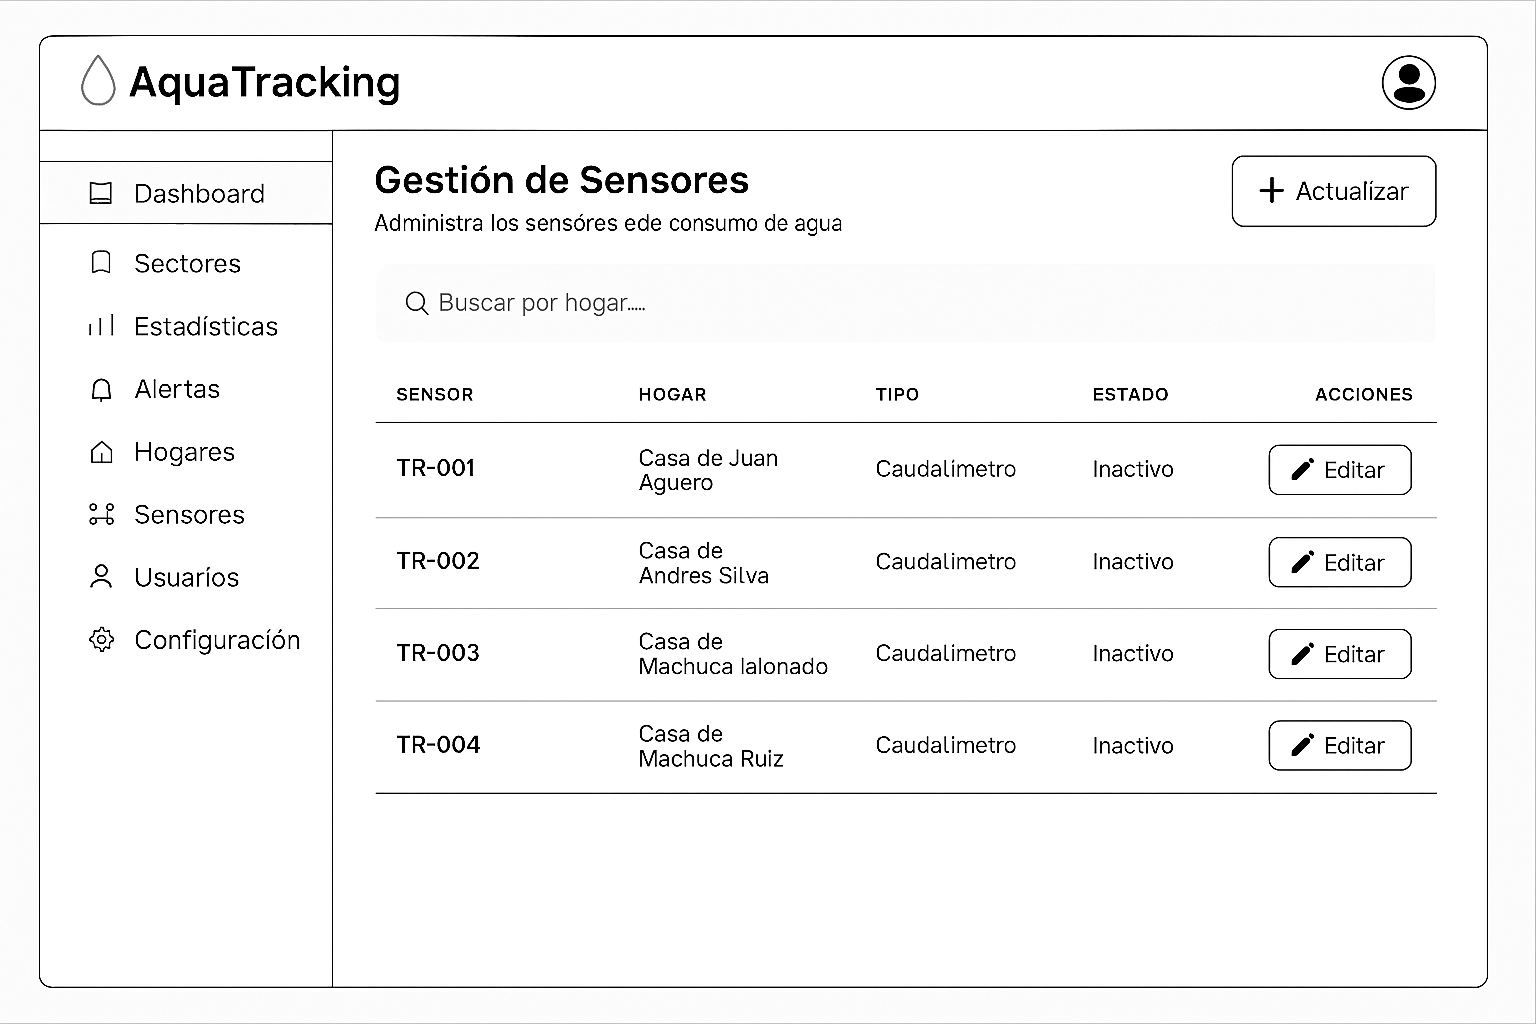 AquaTracking
Dashboard
Sectores
Estadísticas
Alertas
Hogares
Sensores
Usuaríos
Configuracíón
Gestión de Sensores
Administra los sensóres ede consumo de agua
+ Actualízar
Buscar por hogar.....
SENSOR HOGAR TIPO ESTADO ACCIONES
TR-001 Casa de Juan Aguero Caudalímetro Inactivo Editar
TR-002 Casa de Andres Silva Caudalimetro Inactivo Editar
TR-003 Casa de Machuca lalonado Caudalimetro Inactivo Editar
TR-004 Casa de Machuca Ruiz Caudalimetro Inactivo Editar